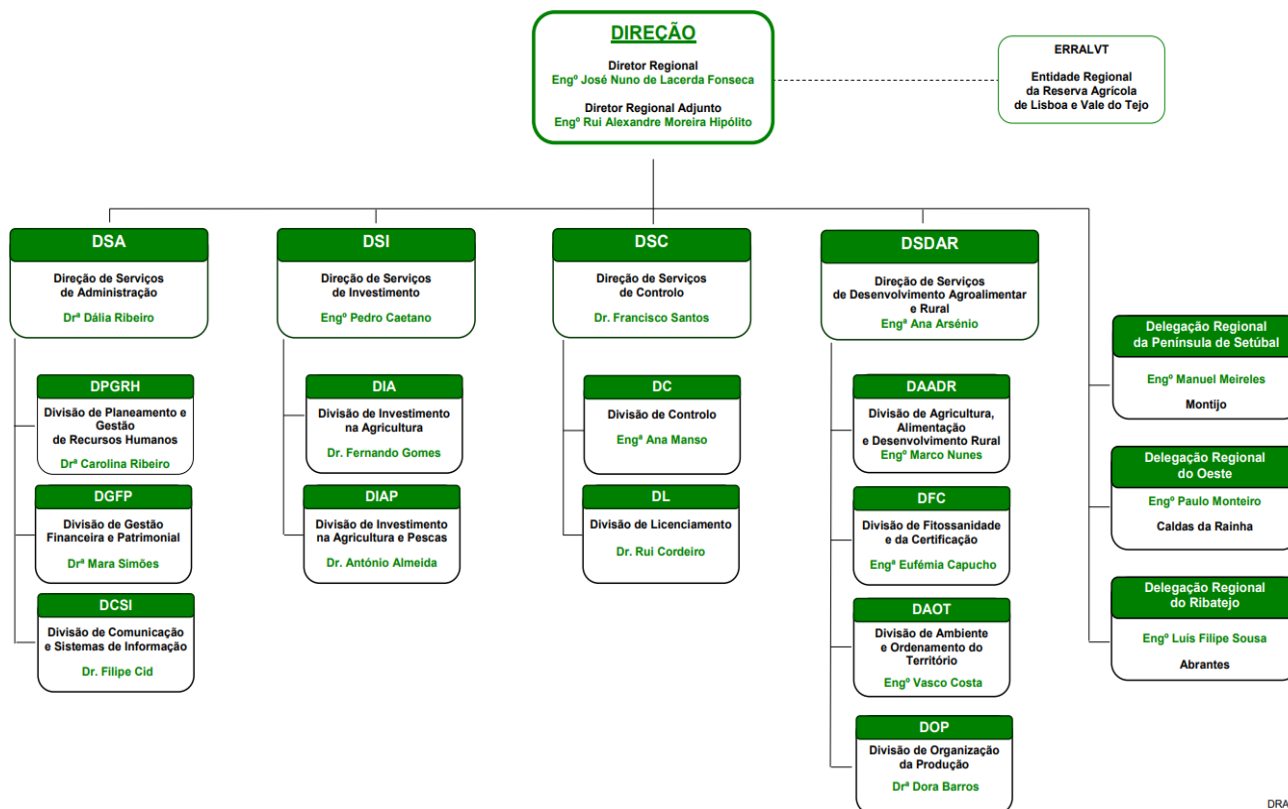 DIREÇÃO
Diretor Regional
Engº José Nuno de Lacerda Fonseca
Diretor Regional Adjunto
Engº Rui Alexandre Moreira Hipólito
ERRALVT
Entidade Regional
da Reserva Agrícola
de Lisboa e Vale do Tejo
DSA
Direção de Serviços
de Administração
Drª Dália Ribeiro
DPGRH
Divisão de Planeamento e
Gestão
de Recursos Humanos
Drª Carolina Ribeiro
DGFP
Divisão de Gestão
Financeira e Patrimonial
Drª Mara Simões
DCSI
Divisão de Comunicação
e Sistemas de Informação
Dr. Filipe Cid
DSI
Direção de Serviços
de Investimento
Engº Pedro Caetano
DIA
Divisão de Investimento
na Agricultura
Dr. Fernando Gomes
DIAP
Divisão de Investimento
na Agricultura e Pescas
Dr. António Almeida
DSC
Direção de Serviços
de Controlo
Dr. Francisco Santos
DC
Divisão de Controlo
Engª Ana Manso
DL
Divisão de Licenciamento
Dr. Rui Cordeiro
DSDAR
Direção de Serviços
de Desenvolvimento Agroalimentar
e Rural
Engª Ana Arsénio
DAADR
Divisão de Agricultura,
Alimentação
e Desenvolvimento Rural
Engº Marco Nunes
DFC
Divisão de Fitossanidade
e da Certificação
Engª Eufémia Capucho
DAOT
Divisão de Ambiente
e Ordenamento do
Território
Engº Vasco Costa
DOP
Divisão de Organização
da Produção
Drª Dora Barros
Delegação Regional
da Península de Setúbal
Engº Manuel Meireles
Montijo
Delegação Regional
do Oeste
Engº Paulo Monteiro
Caldas da Rainha
Delegação Regional
do Ribatejo
Engº Luís Filipe Sousa
Abrantes
DRA